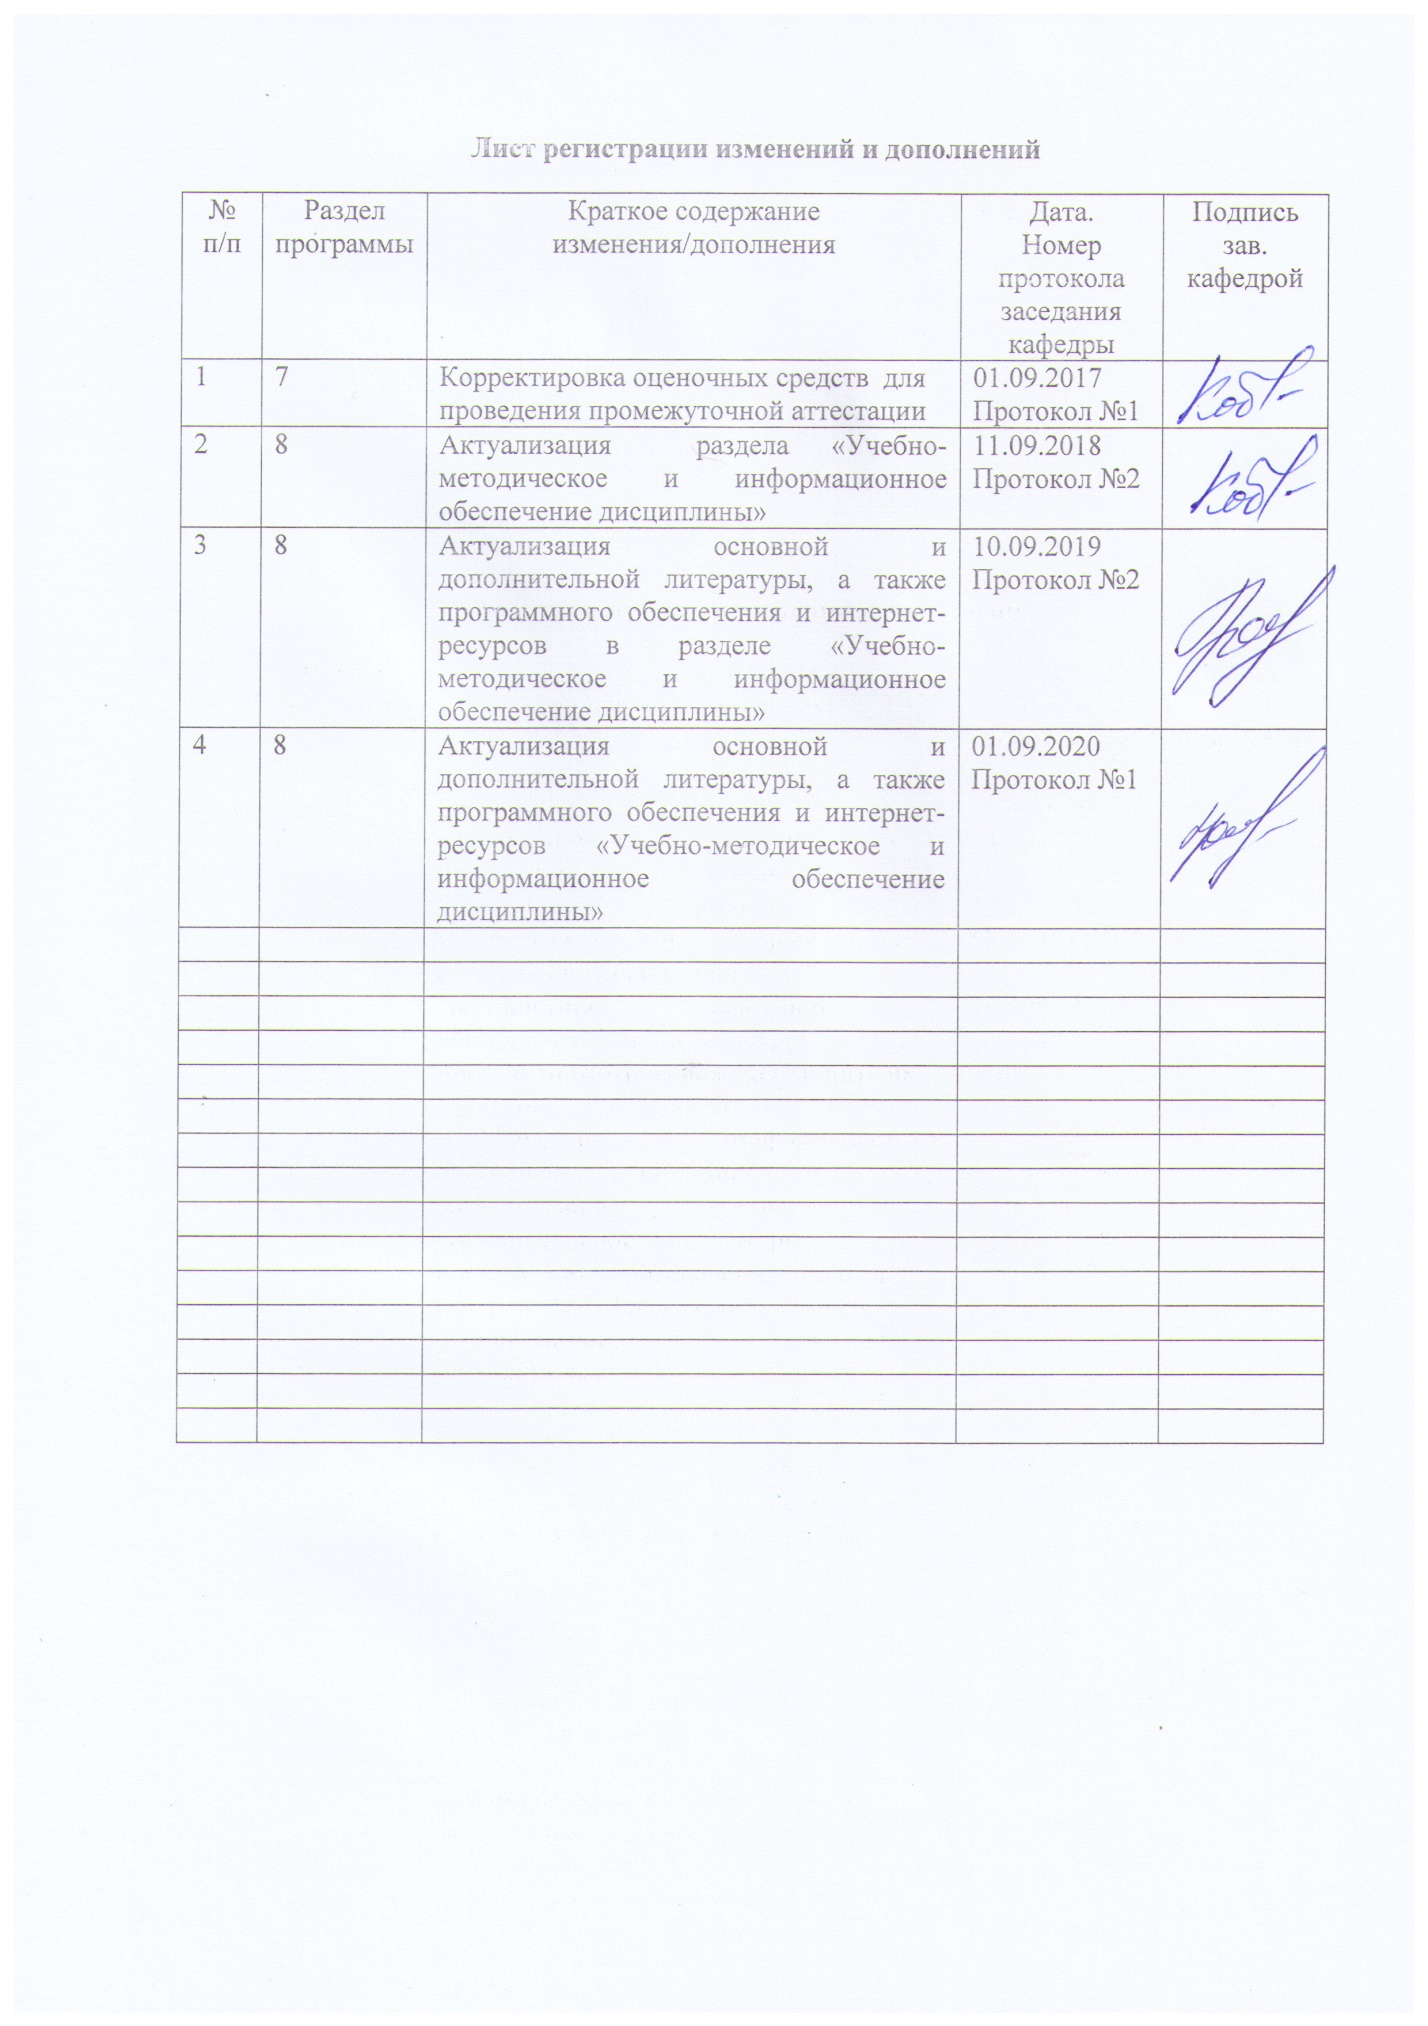 Лист регистрации изменений и дополнений
№
п/п
Раздел
программы
Краткое содержание
изменения/дополнения
Дата.
Номер
протокола
заседания
кафедры
Подпись
зав.
кафедрой
1
7
Корректировка оценочных средств для
проведения промежуточной аттестации
01.09.2017
Протокол №1
2
8
Актуализация раздела «Учебно-
методическое и информационное
обеспечение дисциплины»
11.09.2018
Протокол №2
3
8
Актуализация основной и
дополнительной литературы, а также
программного обеспечения и интернет-
ресурсов в разделе «Учебно-
методическое и информационное
обеспечение дисциплины»
10.09.2019
Протокол №2
4
8
Актуализация основной и
дополнительной литературы, а также
программного обеспечения и интернет-
ресурсов «Учебно-методическое и
информационное обеспечение
дисциплины»
01.09.2020
Протокол №1